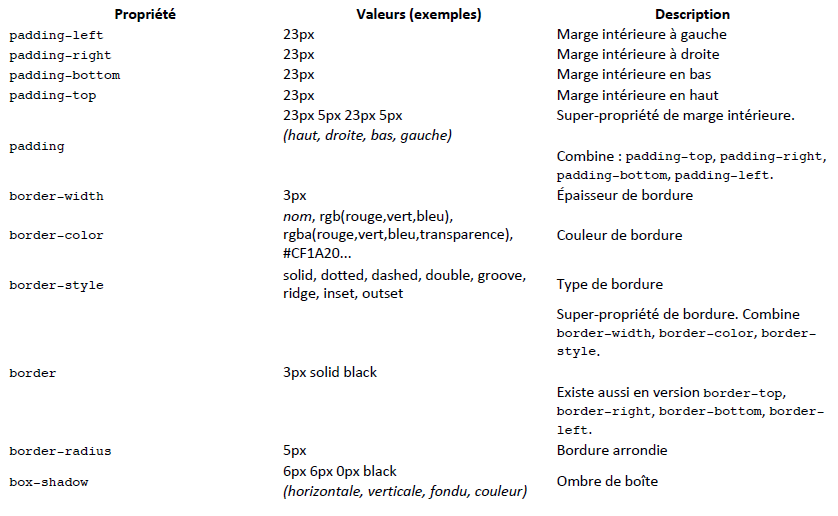 Propriété Valeurs (exemples) Description
padding-left 23px Marge intérieure à gauche
padding-right 23px Marge intérieure à droite
padding-bottom 23px Marge intérieure en bas
padding-top 23px Marge intérieure en haut
padding
23px 5px 23px 5px
(haut, droite, bas, gauche)
Super-propriété de marge intérieure.
Combine : padding-top, padding-right,
padding-bottom, padding-left.
border-width 3px Épaisseur de bordure
border-color
nom, rgb(rouge,vert,bleu),
rgba(rouge,vert,bleu,transparence),
#CF1A20...
Couleur de bordure
border-style
solid, dotted, dashed, double, groove,
ridge, inset, outset
Type de bordure
border
3px solid black
Super-propriété de bordure. Combine
border-width, border-color, border-
style.
Existe aussi en version border-top,
border-right, border-bottom, border-
left.
border-radius 5px Bordure arrondie
box-shadow
6px 6px 0px black
(horizontale, verticale, fondu, couleur)
Ombre de boîte